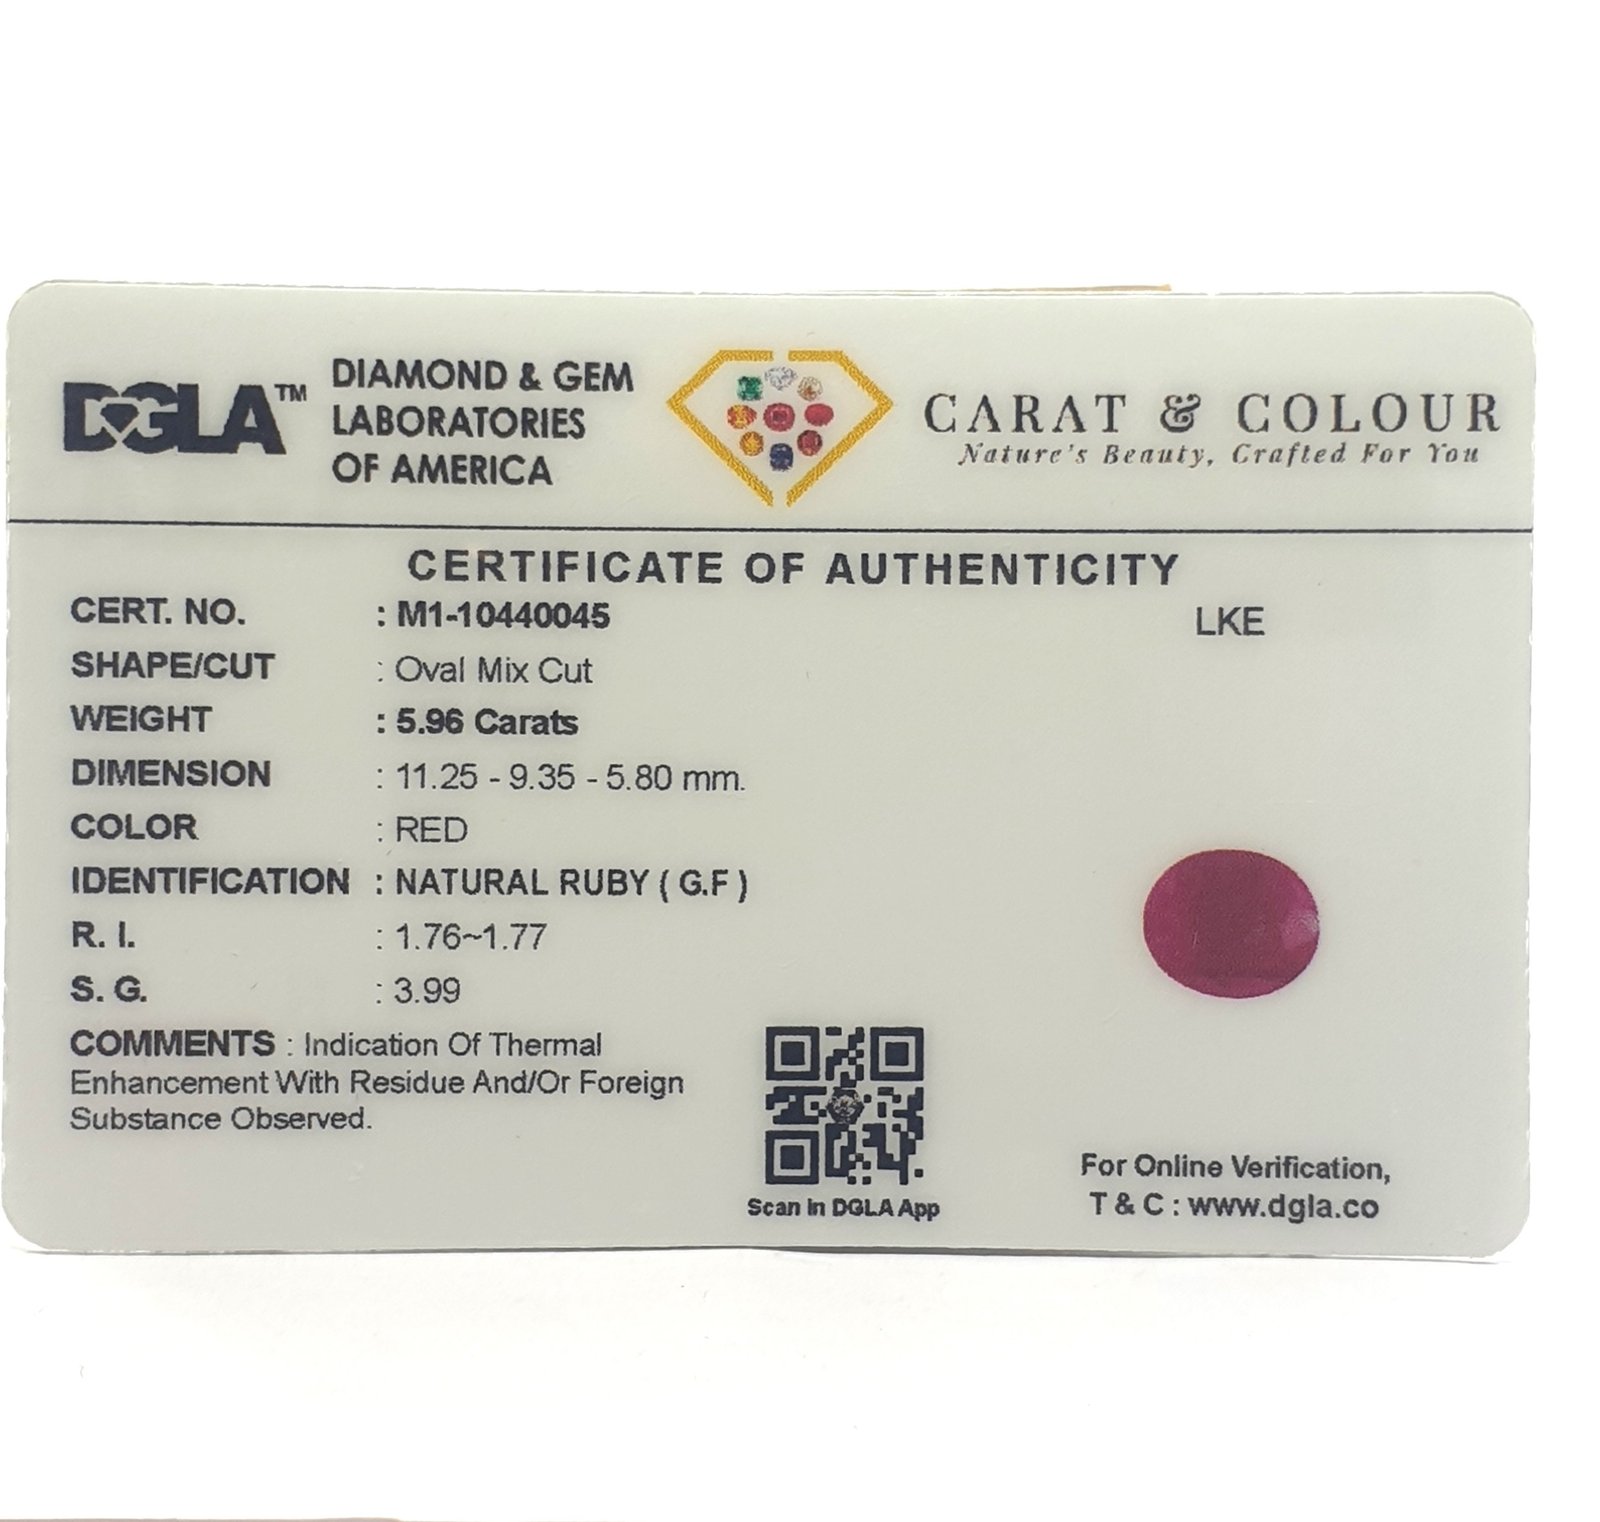 DGLA™
DIAMOND & GEM
LABORATORIES
OF AMERICA
CARAT & COLOUR
Nature's Beauty, Crafted For You
CERTIFICATE OF AUTHENTICITY
CERT. NO. : M1-10440045
LKE
SHAPE/CUT : Oval Mix Cut
WEIGHT : 5.96 Carats
DIMENSION : 11.25 - 9.35 - 5.80 mm.
COLOR : RED
IDENTIFICATION : NATURAL RUBY ( G.F )
R. I. : 1.76~1.77
S. G. : 3.99
COMMENTS : Indication Of Thermal
Enhancement With Residue And/Or Foreign
Substance Observed.
Scan in DGLA App
For Online Verification,
T & C : www.dgla.co